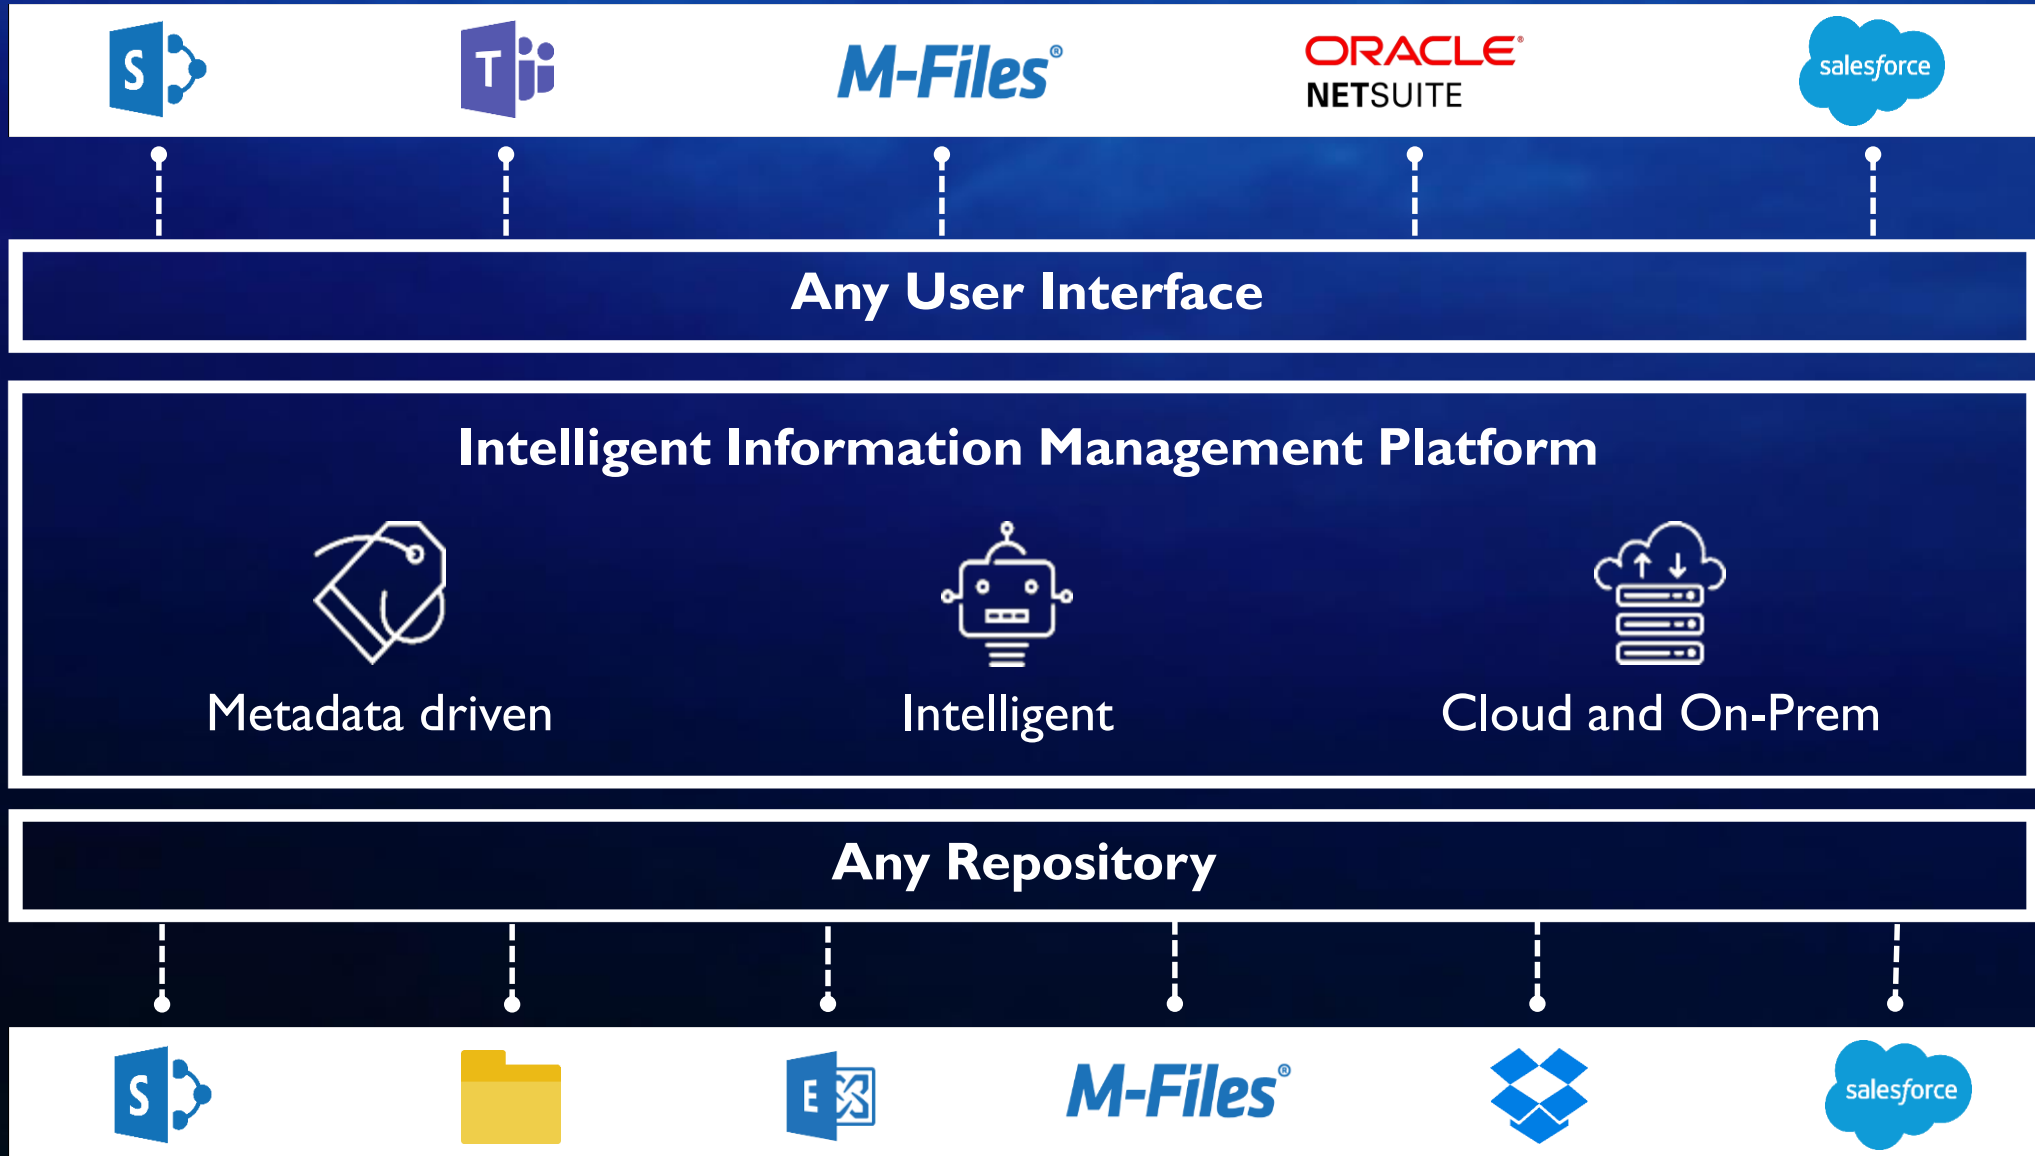 S
T
M-Files®
ORACLE®
NETSUITE
salesforce
Any User Interface
Intelligent Information Management Platform
Metadata driven
Intelligent
Cloud and On-Prem
Any Repository
S
E
M-Files®
salesforce